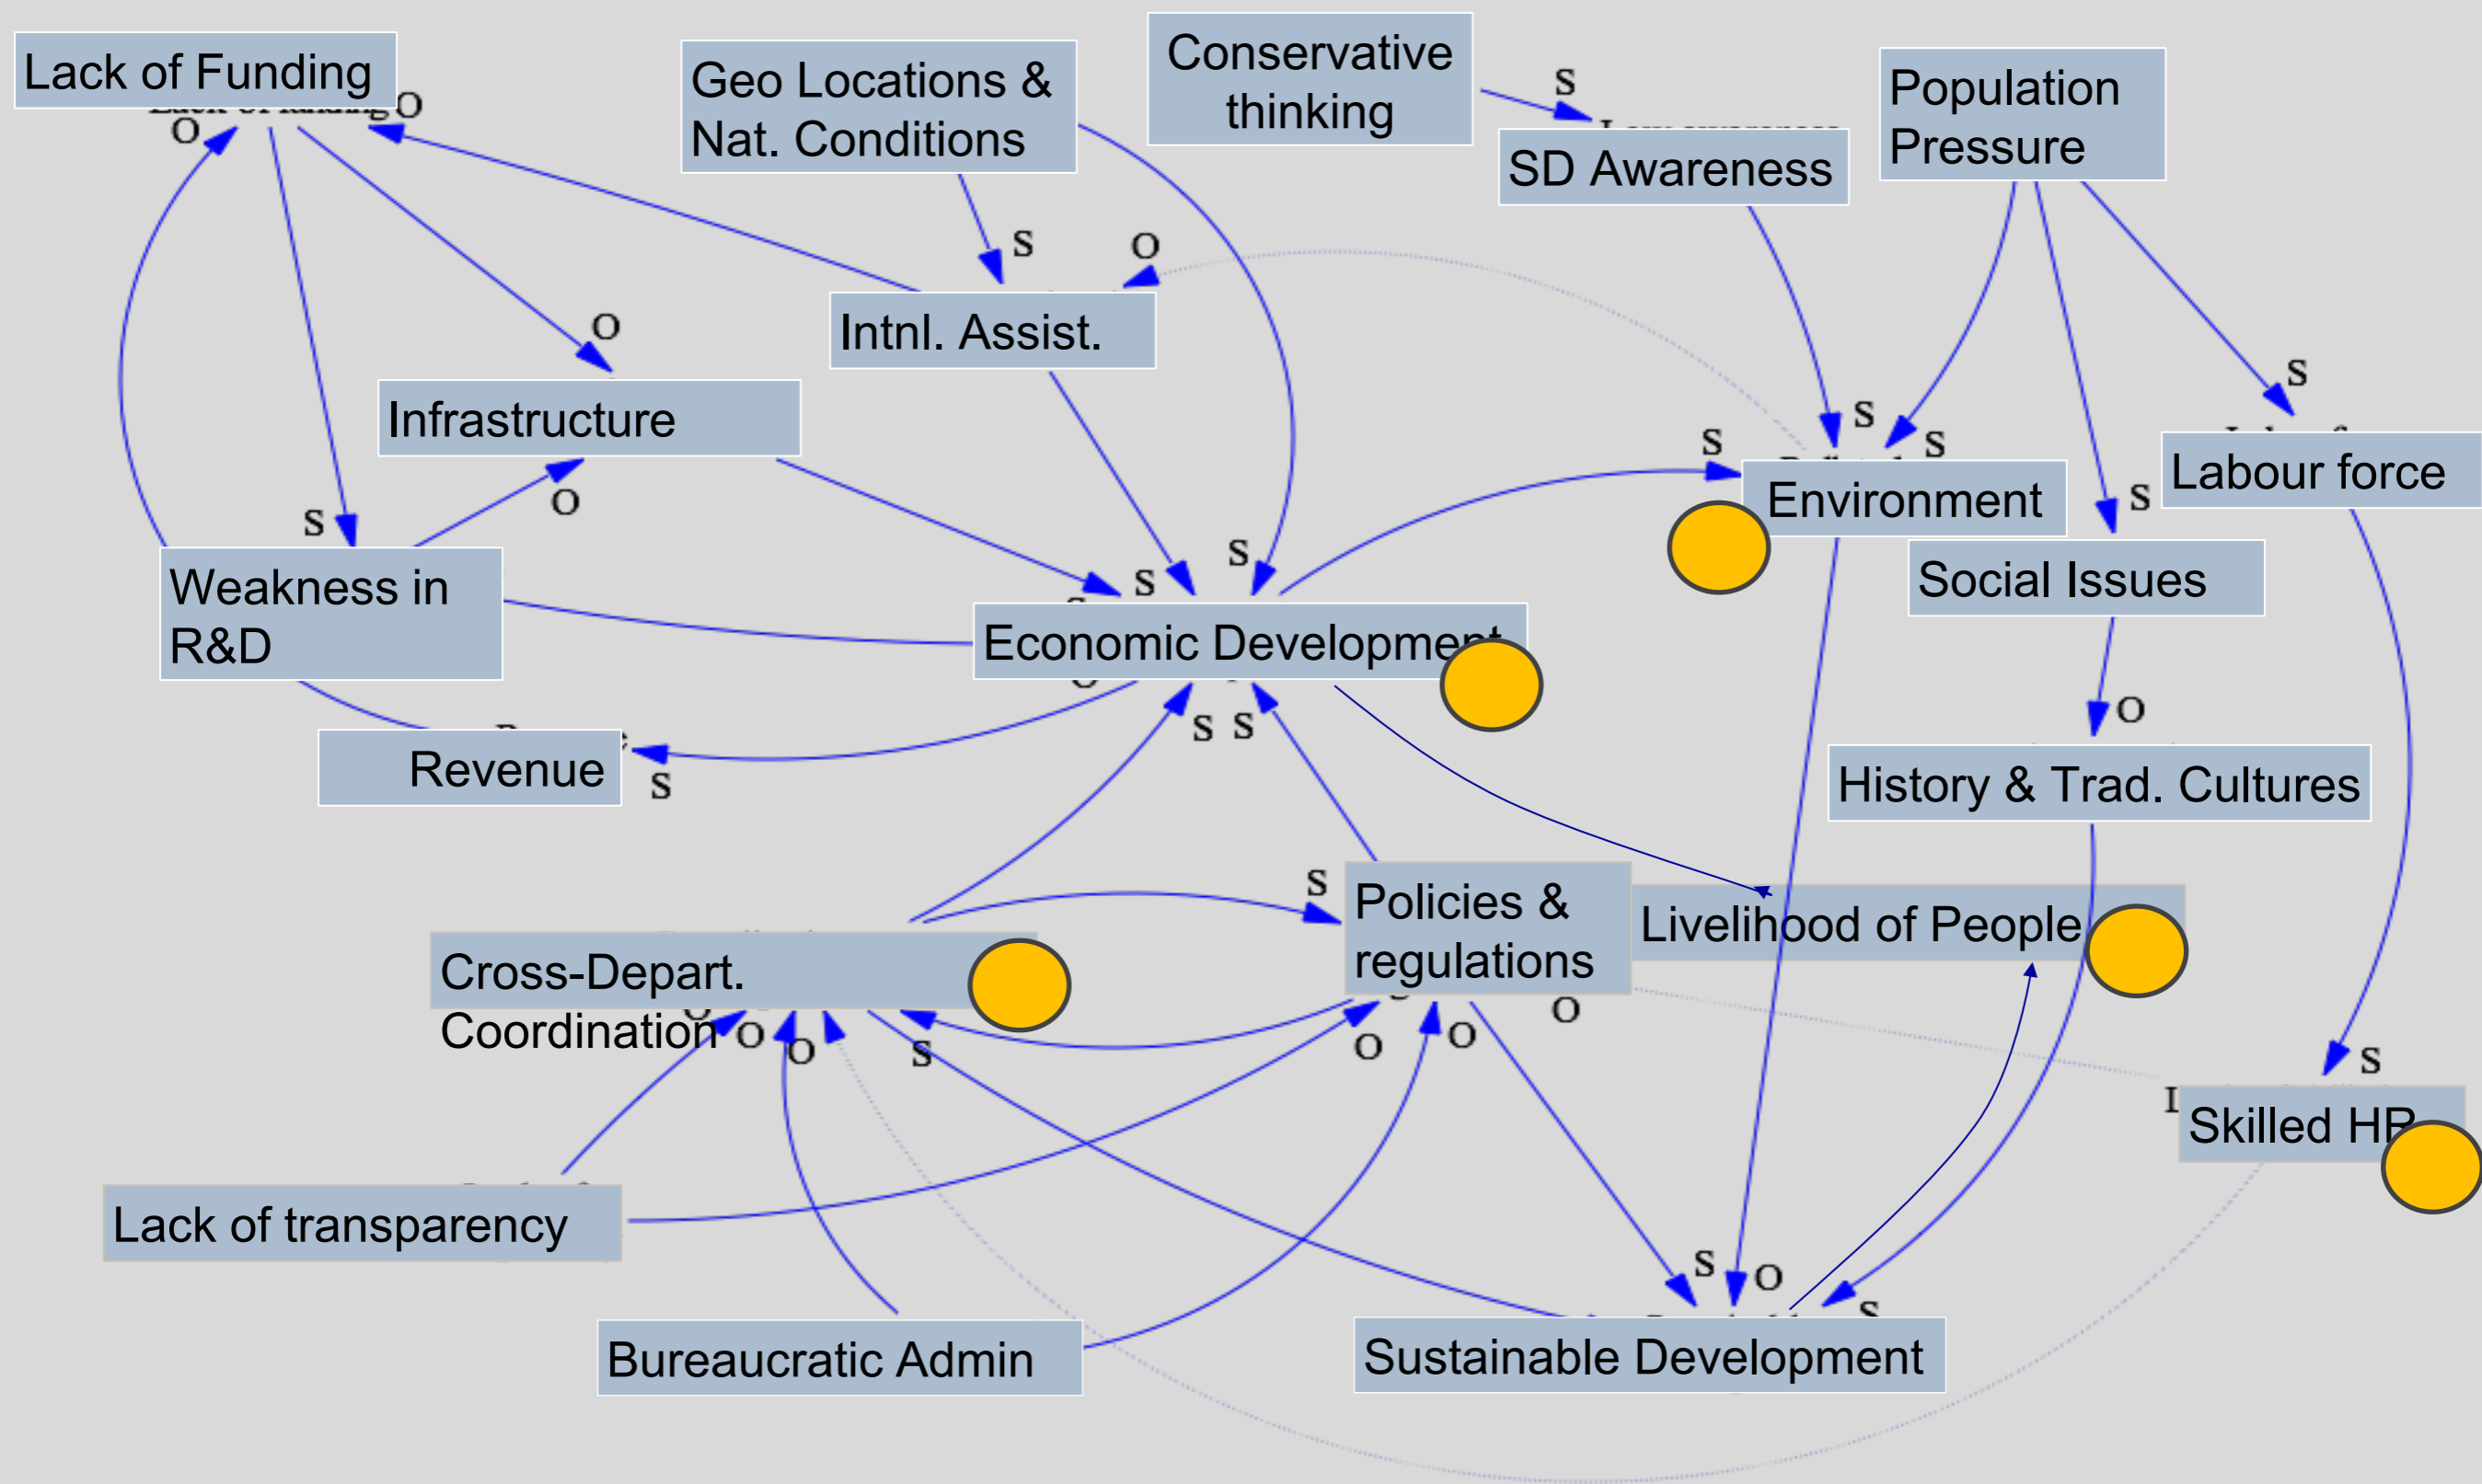 Lack of Funding
Geo Locations &
Nat. Conditions
Conservative
thinking
S
Population
Pressure
O
O
SD Awareness
S
O
Intnl. Assist.
O
Infrastructure
S
S
S
S
Labour force
O
S
Environment
S
Social Issues
Weakness in
R&D
S
S
Economic Development
S
S
O
Revenue
S
History & Trad. Cultures
S
Policies &
regulations
Livelihood of People
Cross-Depart.
Coordination
O
O
S
O
O
O
S
Skilled HR
Lack of transparency
S
O
S
Bureaucratic Admin
Sustainable Development